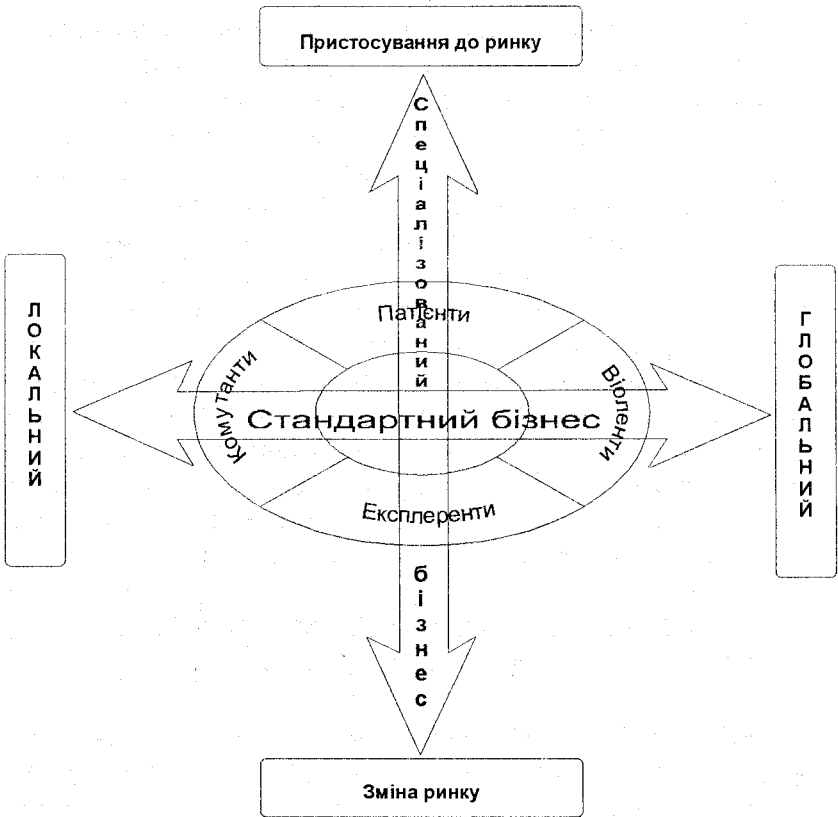 Пристосування до ринку
Спеціалізований
ЛОКАЛЬНИЙ
ГЛОБАЛЬНИЙ
Патієнти
Комутанти
Віоленти
Стандартний бізнес
Експлеренти
бізнес
Зміна ринку